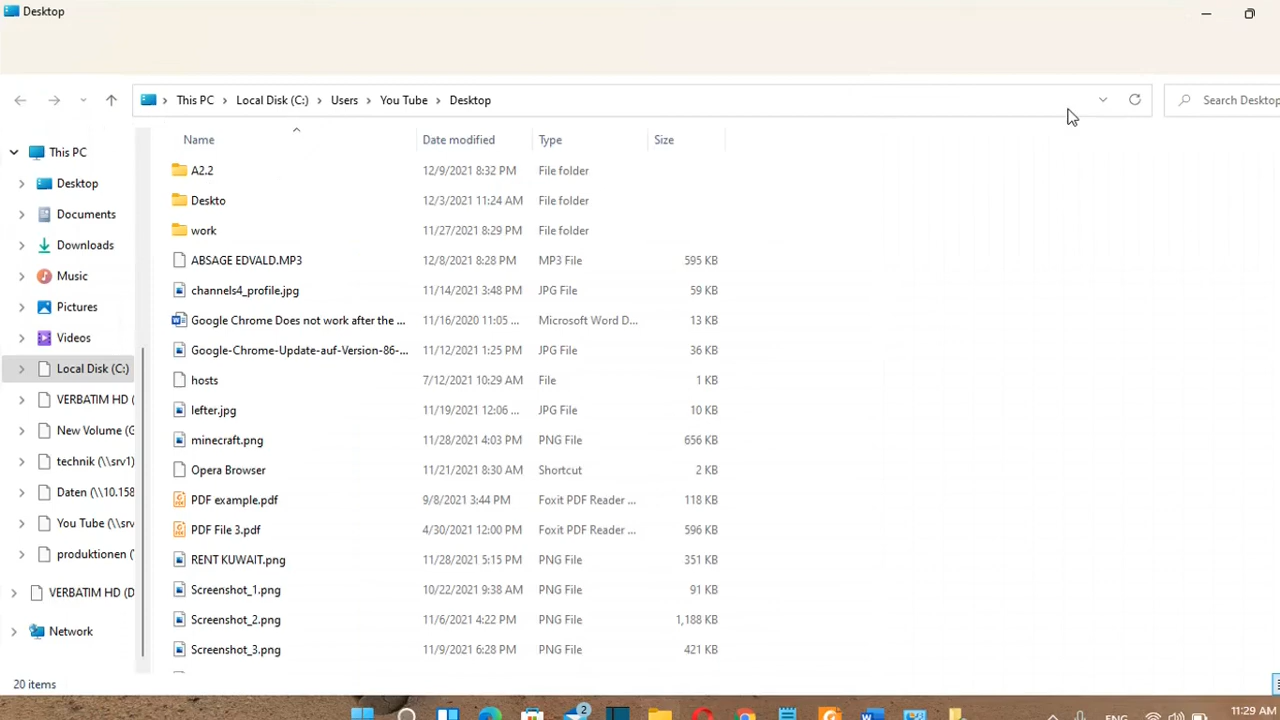 Desktop
This PC > Local Disk (C:) > Users > You Tube > Desktop
Search Desktop
Name Date modified Type Size
This PC
Desktop
Documents
Downloads
Music
Pictures
Videos
Local Disk (C:)
VERBATIM HD (
New Volume (G
technik (\\srv1)
Daten (\\10.158
You Tube (\\srv
produktionen (
VERBATIM HD (D
Network
A2.2 12/9/2021 8:32 PM File folder
Deskto 12/3/2021 11:24 AM File folder
work 11/27/2021 8:29 PM File folder
ABSAGE EDVALD.MP3 12/8/2021 8:28 PM MP3 File 595 KB
channels4_profile.jpg 11/14/2021 3:48 PM JPG File 59 KB
Google Chrome Does not work after the ... 11/16/2020 11:05 ... Microsoft Word D... 13 KB
Google-Chrome-Update-auf-Version-86-... 11/12/2021 1:25 PM JPG File 36 KB
hosts 7/12/2021 10:29 AM File 1 KB
lefter.jpg 11/19/2021 12:06 ... JPG File 10 KB
minecraft.png 11/28/2021 4:03 PM PNG File 656 KB
Opera Browser 11/21/2021 8:30 AM Shortcut 2 KB
PDF example.pdf 9/8/2021 3:44 PM Foxit PDF Reader ... 118 KB
PDF File 3.pdf 4/30/2021 12:00 PM Foxit PDF Reader ... 596 KB
RENT KUWAIT.png 11/28/2021 5:15 PM PNG File 351 KB
Screenshot_1.png 10/22/2021 9:38 AM PNG File 91 KB
Screenshot_2.png 11/6/2021 4:22 PM PNG File 1,188 KB
Screenshot_3.png 11/9/2021 6:28 PM PNG File 421 KB
20 items
2
ENG
11:29 AM